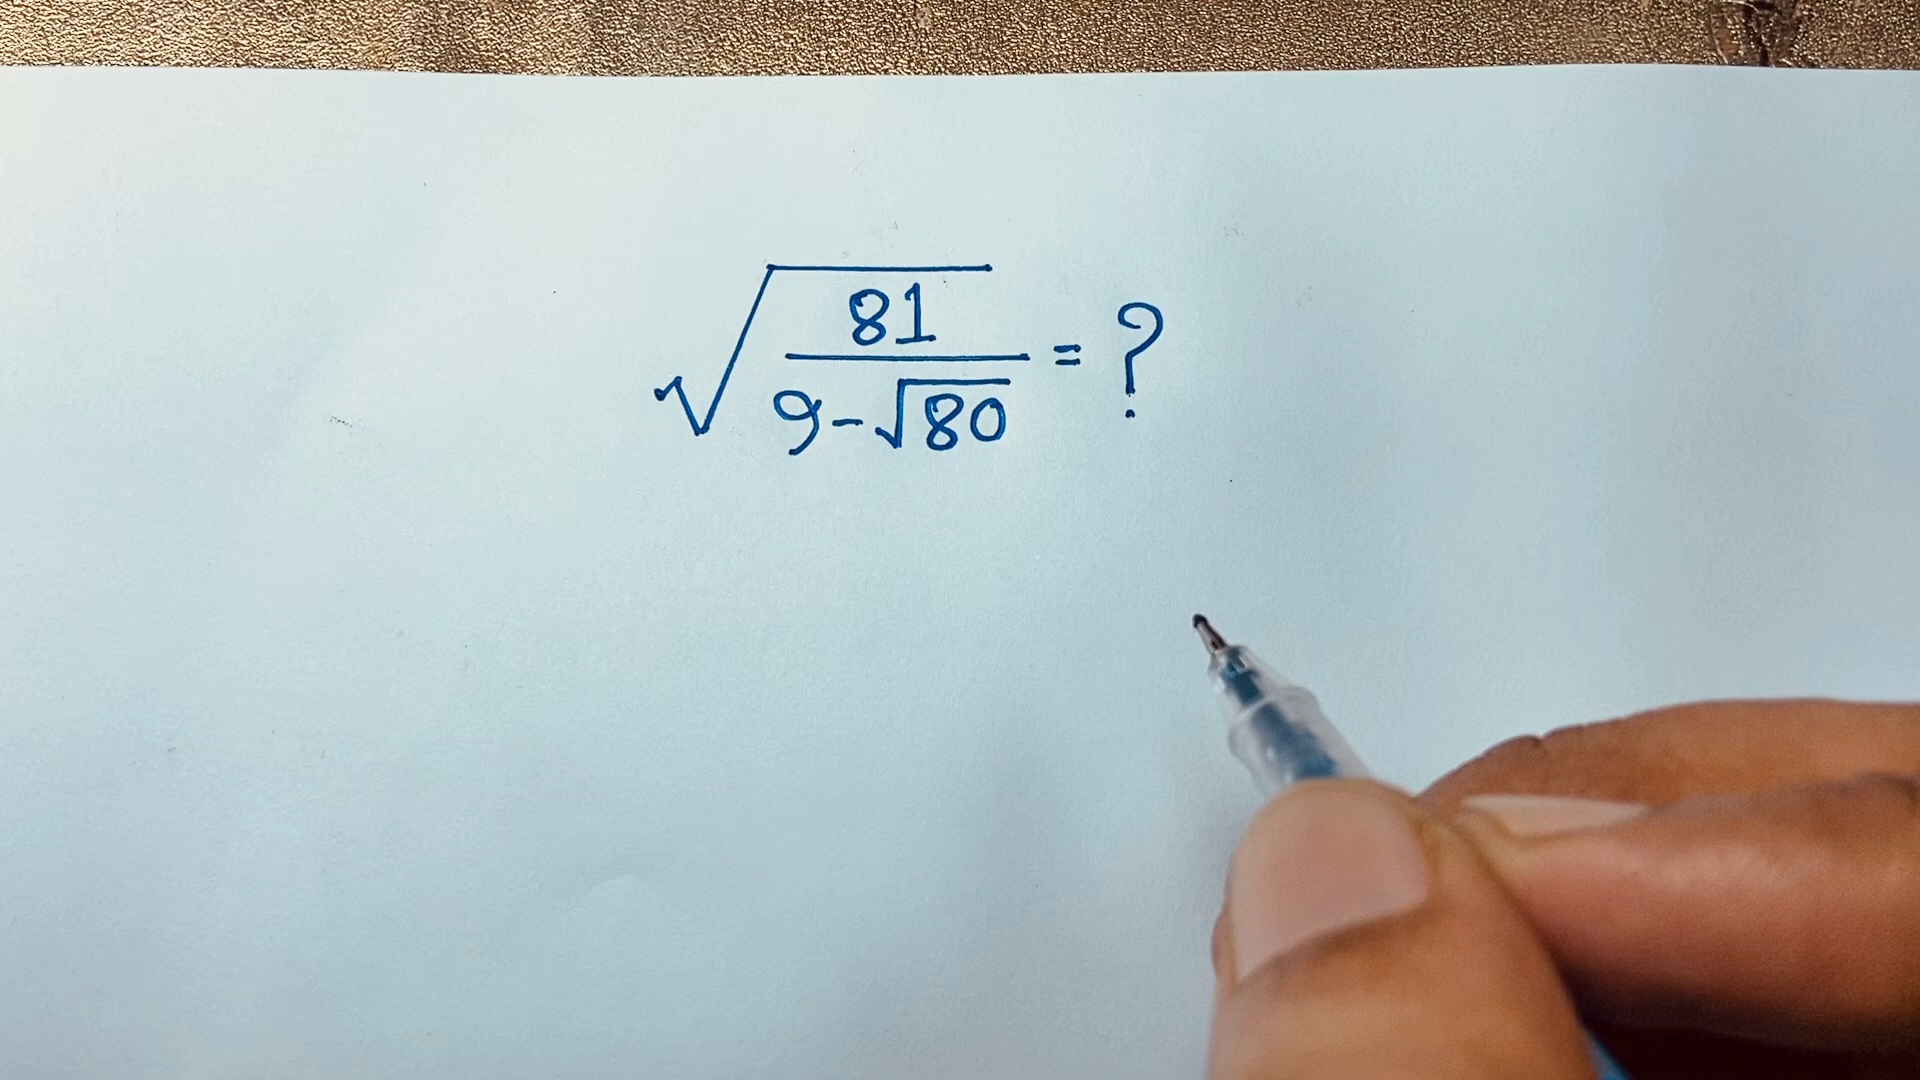 √(81/(9-√80)) = ?